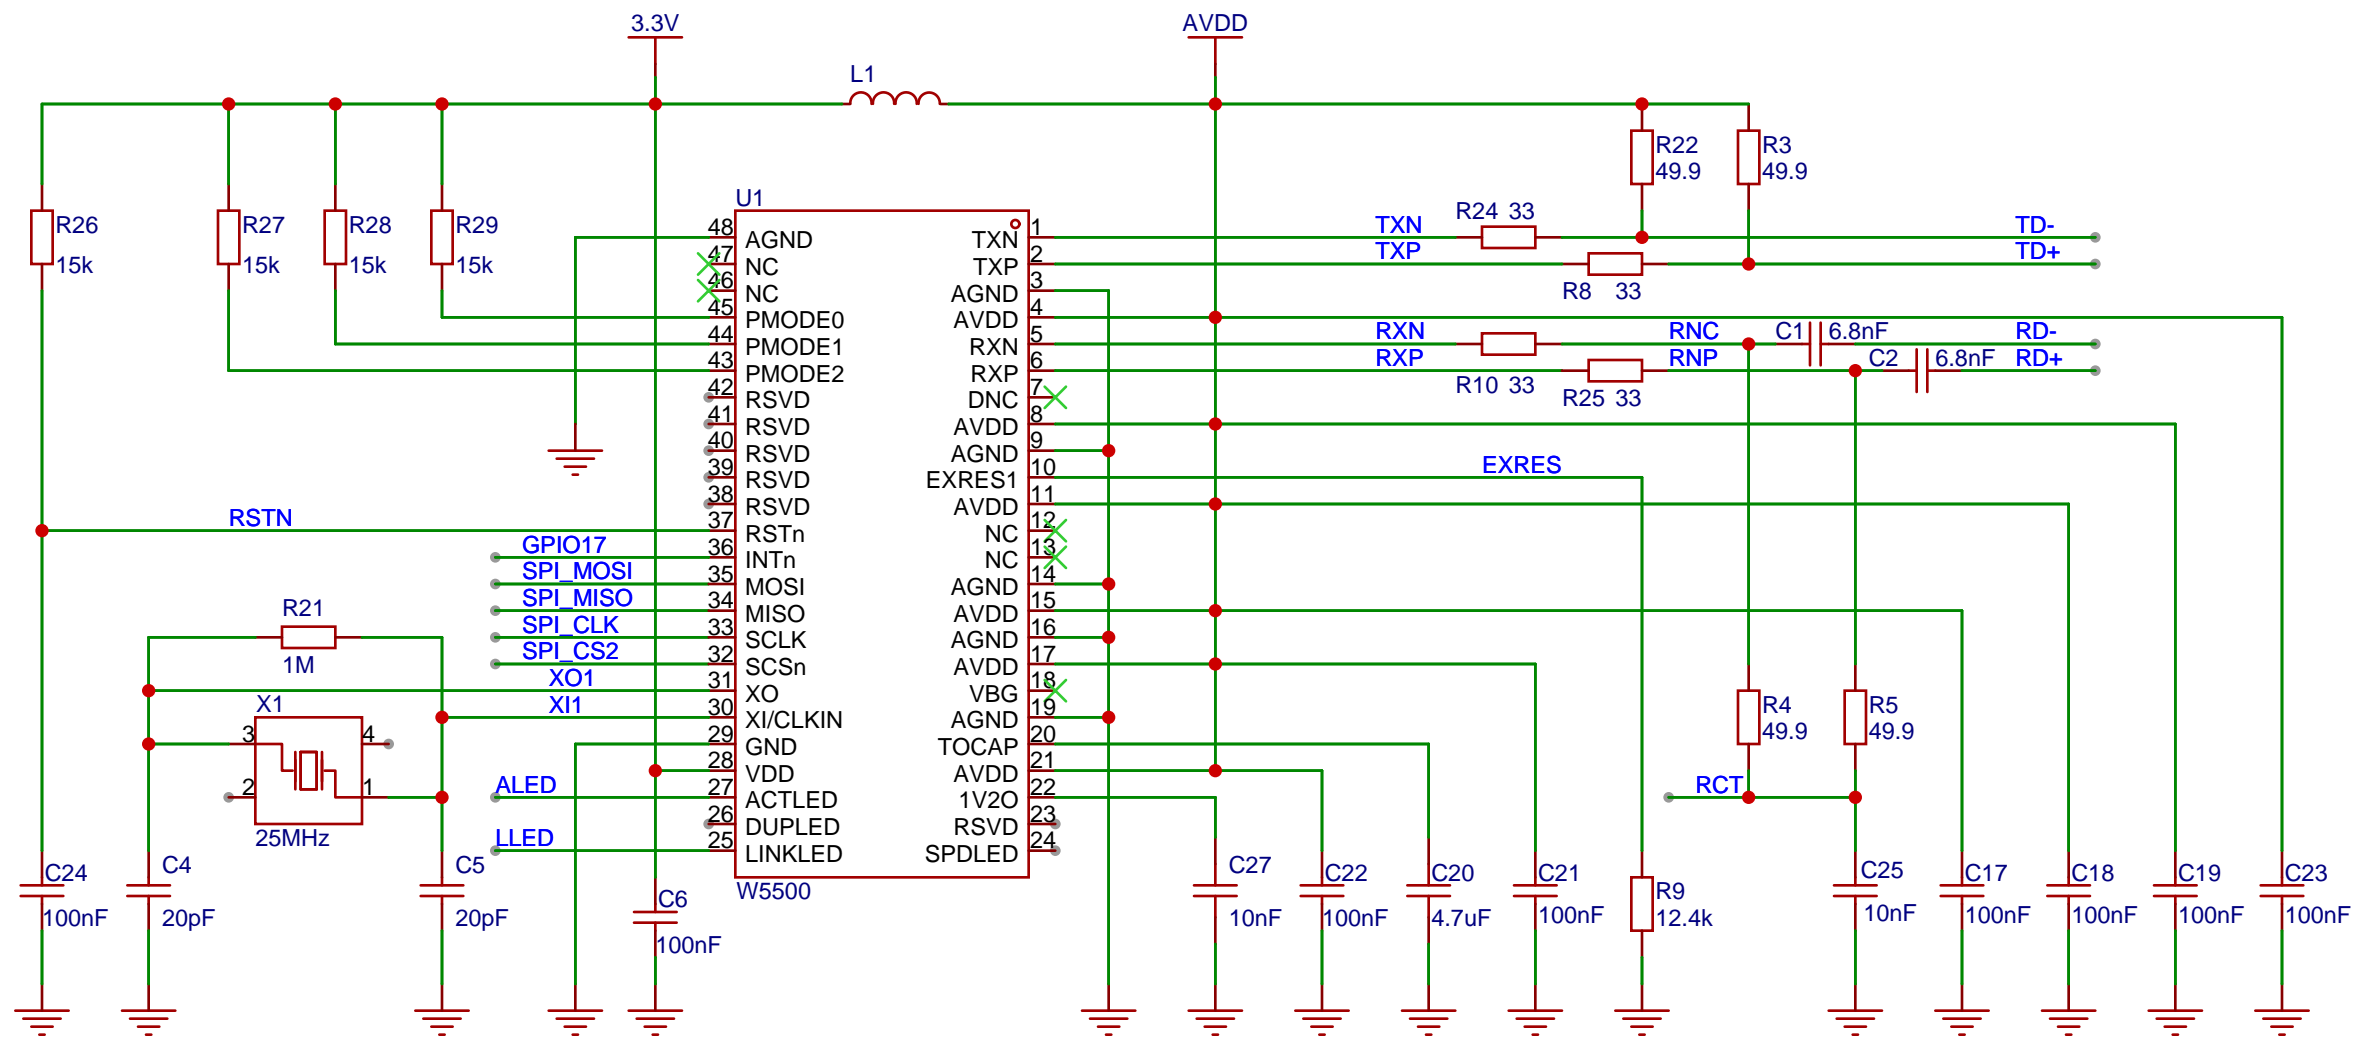 3.3V
AVDD
L1
R22
49.9
R3
49.9
R26
15k
R27
15k
R28
15k
R29
15k
U1
48 AGND
47 NC
46 NC
45 PMODE0
44 PMODE1
43 PMODE2
42 RSVD
41 RSVD
40 RSVD
39 RSVD
38 RSVD
37 RSTn
36 INTn
35 MOSI
34 MISO
33 SCLK
32 SCSn
31 XO
30 XI/CLKIN
29 GND
28 VDD
27 ACTLED
26 DUPLED
25 LINKLED
TXN 1
TXP 2
AGND 3
AVDD 4
RXN 5
RXP 6
DNC 7
AVDD 8
AGND 9
EXRES1 10
AVDD 11
NC 12
NC 13
AGND 14
AVDD 15
AGND 16
AVDD 17
VBG 18
AGND 19
TOCAP 20
AVDD 21
1V2O 22
RSVD 23
SPDLED 24
W5500
RSTN
GPIO17
SPI_MOSI
SPI_MISO
SPI_CLK
SPI_CS2
XO1
XI1
ALED
LLED
R21
1M
X1
3
4
2
1
25MHz
C24
100nF
C4
20pF
C5
20pF
C6
100nF
TXN
R24 33
TD-
TXP
TD+
R8 33
RXN
RNC
C1 6.8nF
RD-
RXP
RNP
C2 6.8nF
RD+
R10 33
R25 33
EXRES
R4
49.9
R5
49.9
RCT
C27
10nF
C22
100nF
C20
4.7uF
C21
100nF
R9
12.4k
C25
10nF
C17
100nF
C18
100nF
C19
100nF
C23
100nF